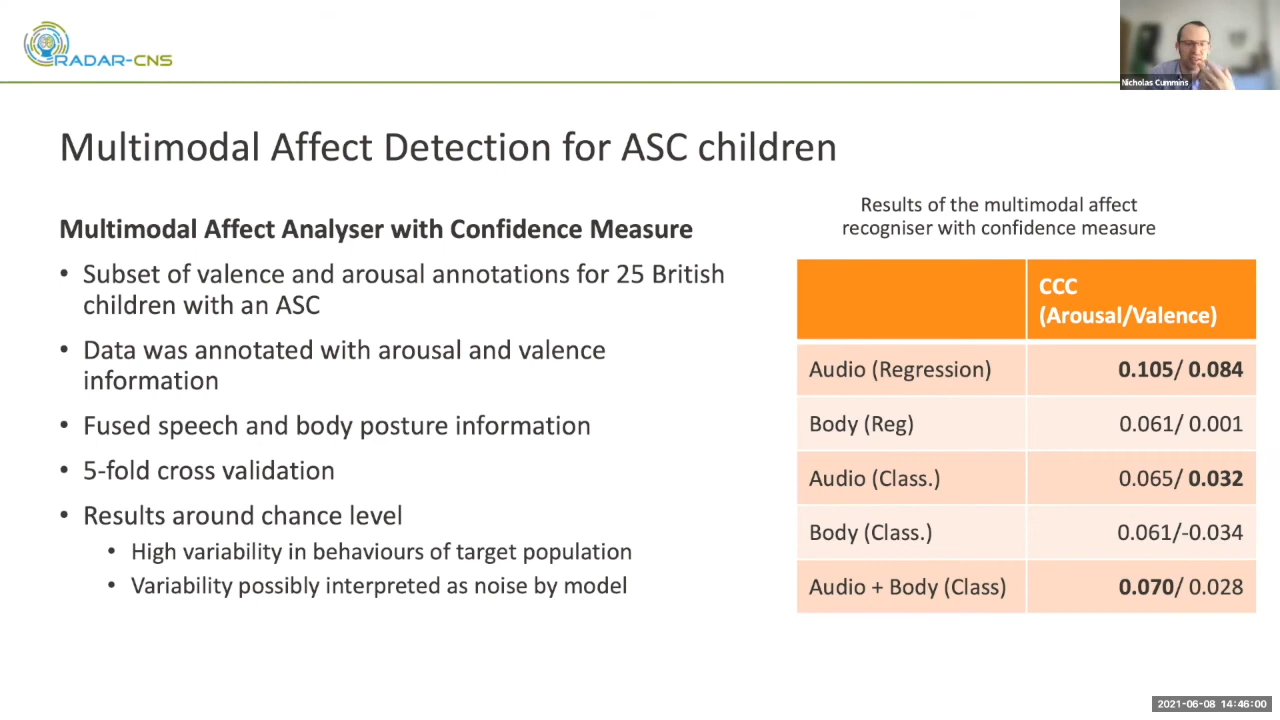 RADAR-CNS
Nicholas Cummins
Multimodal Affect Detection for ASC children
Multimodal Affect Analyser with Confidence Measure
• Subset of valence and arousal annotations for 25 British
children with an ASC
• Data was annotated with arousal and valence
information
• Fused speech and body posture information
• 5-fold cross validation
• Results around chance level
• High variability in behaviours of target population
• Variability possibly interpreted as noise by model
Results of the multimodal affect
recogniser with confidence measure
CCC
(Arousal/Valence)
Audio (Regression) 0.105/ 0.084
Body (Reg) 0.061/ 0.001
Audio (Class.) 0.065/ 0.032
Body (Class.) 0.061/-0.034
Audio + Body (Class) 0.070/ 0.028
2021-06-08 14:46:00